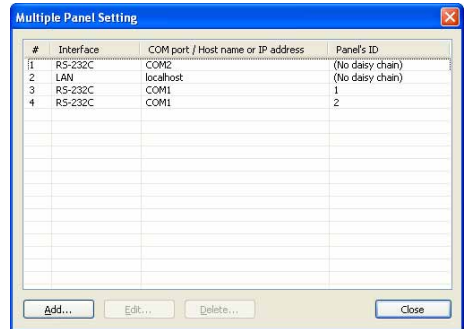 Multiple Panel Setting
# Interface COM port / Host name or IP address Panel's ID
1 RS-232C COM2 (No daisy chain)
2 LAN localhost (No daisy chain)
3 RS-232C COM1 1
4 RS-232C COM1 2
Add... Edit... Delete... Close